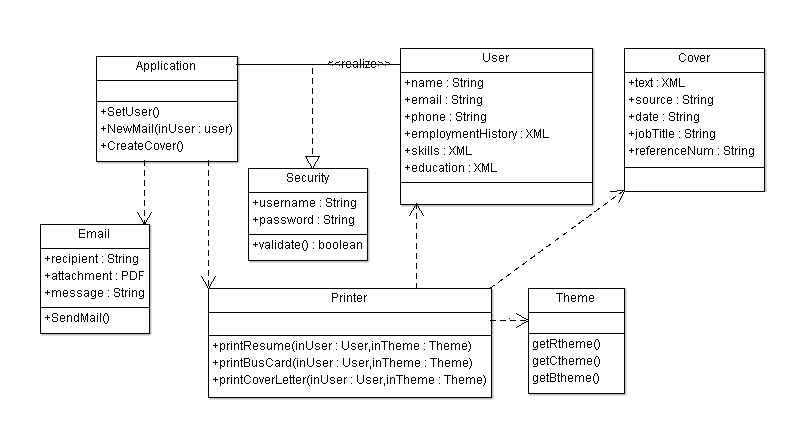 Application
+SetUser()
+NewMail(inUser : user)
+CreateCover()
<<realize>>
User
+name : String
+email : String
+phone : String
+employmentHistory : XML
+skills : XML
+education : XML
Cover
+text : XML
+source : String
+date : String
+jobTitle : String
+referenceNum : String
Security
+username : String
+password : String
+validate() : boolean
Email
+recipient : String
+attachment : PDF
+message : String
+SendMail()
Printer
+printResume(inUser : User,inTheme : Theme)
+printBusCard(inUser : User,inTheme : Theme)
+printCoverLetter(inUser : User,inTheme : Theme)
Theme
getRtheme()
getCtheme()
getBtheme()